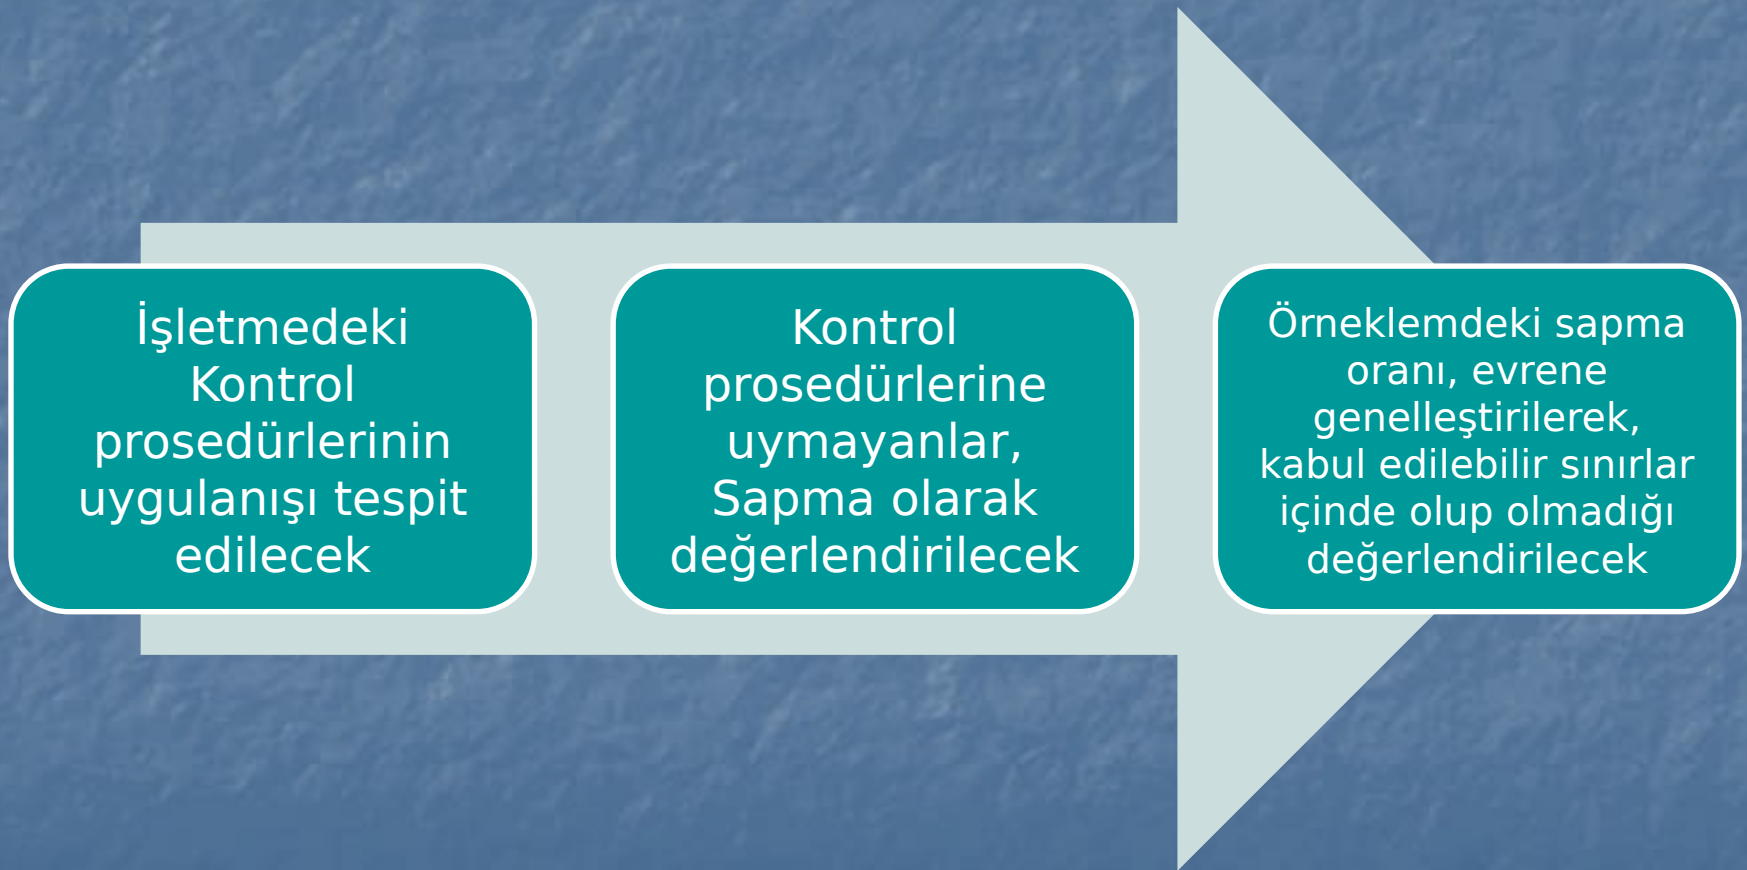 İşletmedeki
Kontrol
prosedürlerinin
uygulanışı tespit
edilecek
Kontrol
prosedürlerine
uymayanlar,
Sapma olarak
değerlendirilecek
Örneklemdeki sapma
oranı, evrene
genelleştirilerek,
kabul edilebilir sınırlar
içinde olup olmadığı
değerlendirilecek